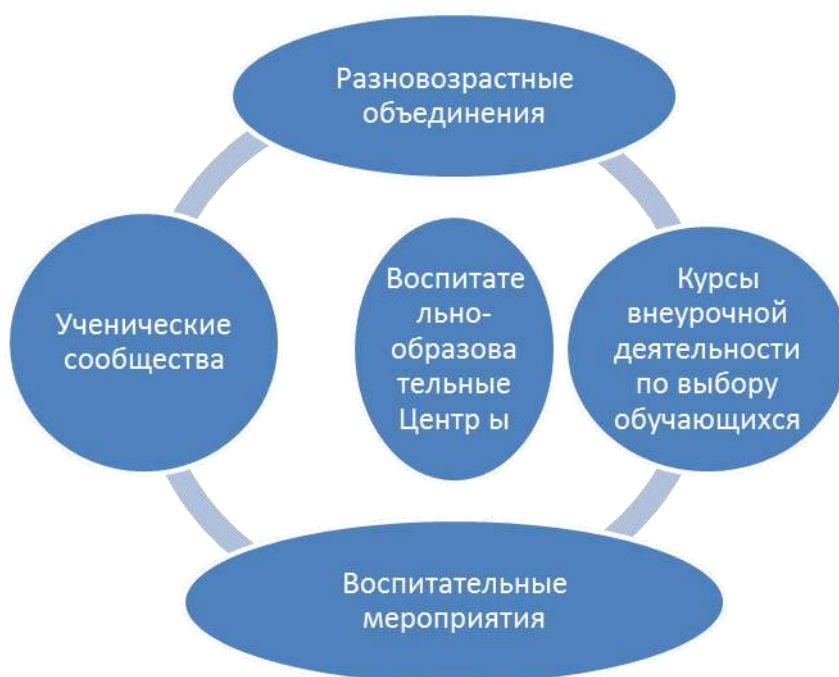 Разновозрастные
объединения
Ученические
сообщества
Воспитате
льно-
образова
тельные
Центр ы
Курсы
внеурочной
деятельности
по выбору
обучающихся
Воспитательные
мероприятия